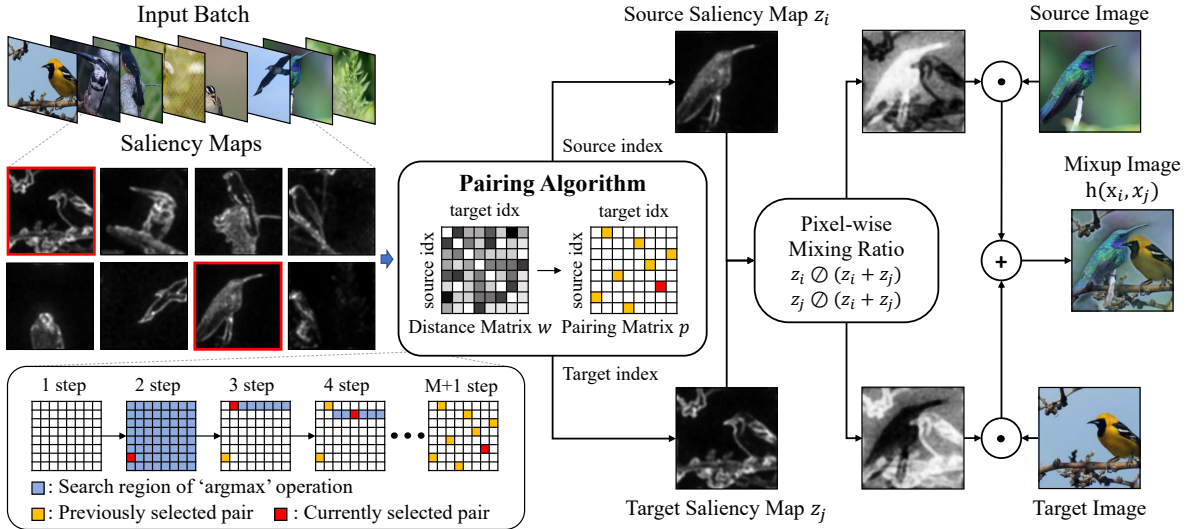 Input Batch
Saliency Maps
Source Saliency Map z_i
Source Image
Source index
Pairing Algorithm
target idx
target idx
source idx
source idx
Distance Matrix w
Pairing Matrix p
Target index
Pixel-wise
Mixing Ratio
z_i ⊘ (z_i + z_j)
z_j ⊘ (z_i + z_j)
Mixup Image
h(x_i, x_j)
+
1 step
2 step
3 step
4 step
•••
M+1 step
: Search region of ‘argmax’ operation
: Previously selected pair
: Currently selected pair
Target Saliency Map z_j
Target Image